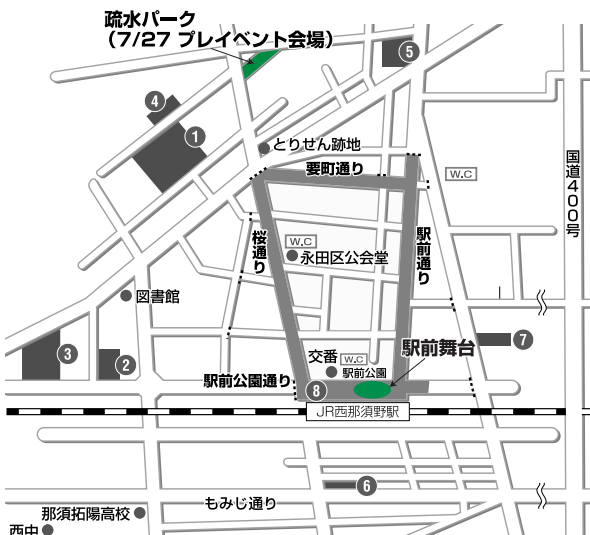 疏水パーク
（7/27 プレイベント会場）
5
4
1
とりせん跡地
要町通り
W.C
国道400号
桜通り
W.C
永田区公会堂
駅前通り
図書館
3
2
交番
W.C
駅前公園
駅前舞台
7
駅前公園通り
8
JR西那須野駅
6
もみじ通り
那須拓陽高校
西中